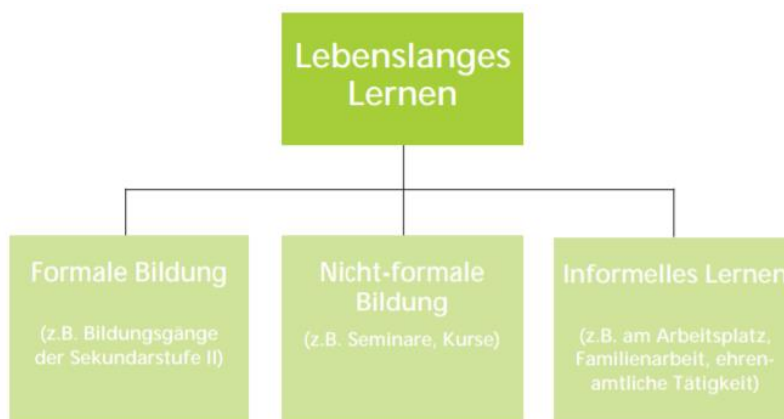 Lebenslanges
Lernen
Formale Bildung
(z.B. Bildungsgänge
der Sekundarstufe II)
Nicht-formale
Bildung
(z.B. Seminare, Kurse)
Informelles Lernen
(z.B. am Arbeitsplatz,
Familienarbeit, ehren-
amtliche Tätigkeit)